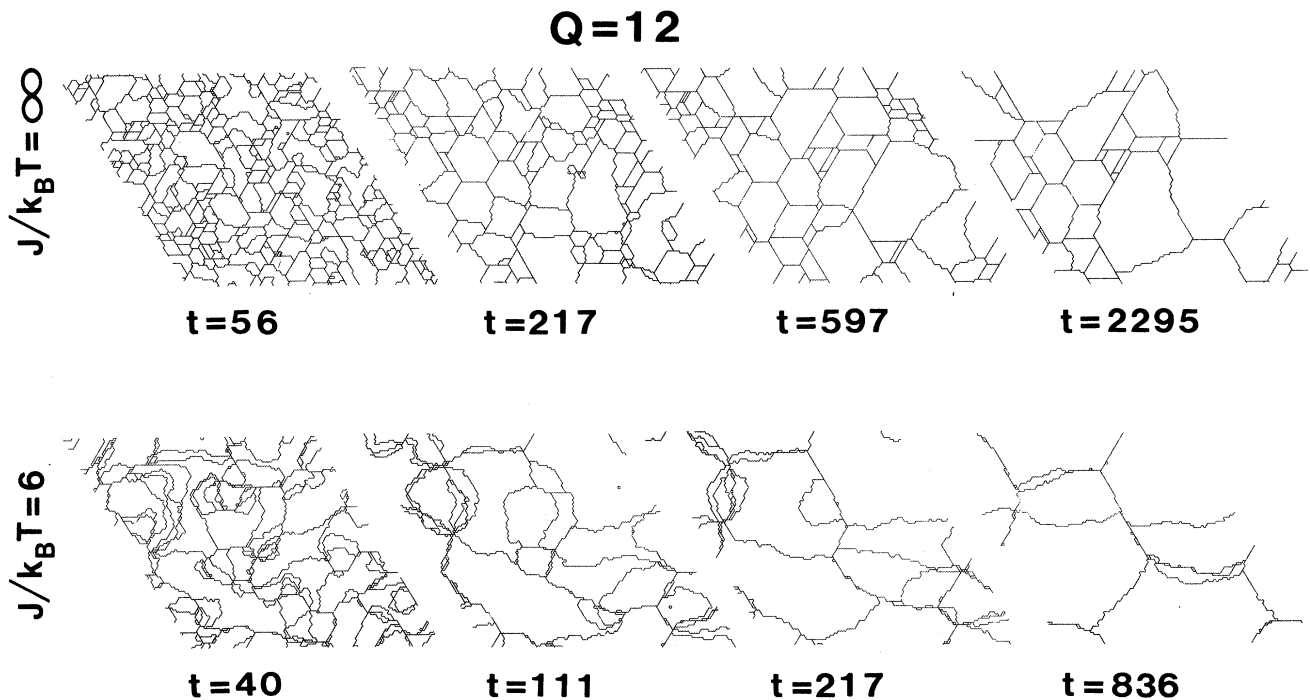 Q=12
J/k_BT=∞
t=56
t=217
t=597
t=2295
J/k_BT=6
t=40
t=111
t=217
t=836